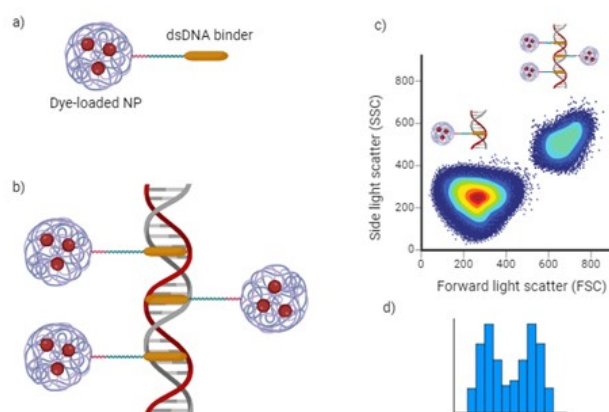 a)
dsDNA binder
Dye-loaded NP
b)
c)
Side light scatter (SSC)
800
600
400
200
0
0
200
400
600
800
Forward light scatter (FSC)
d)